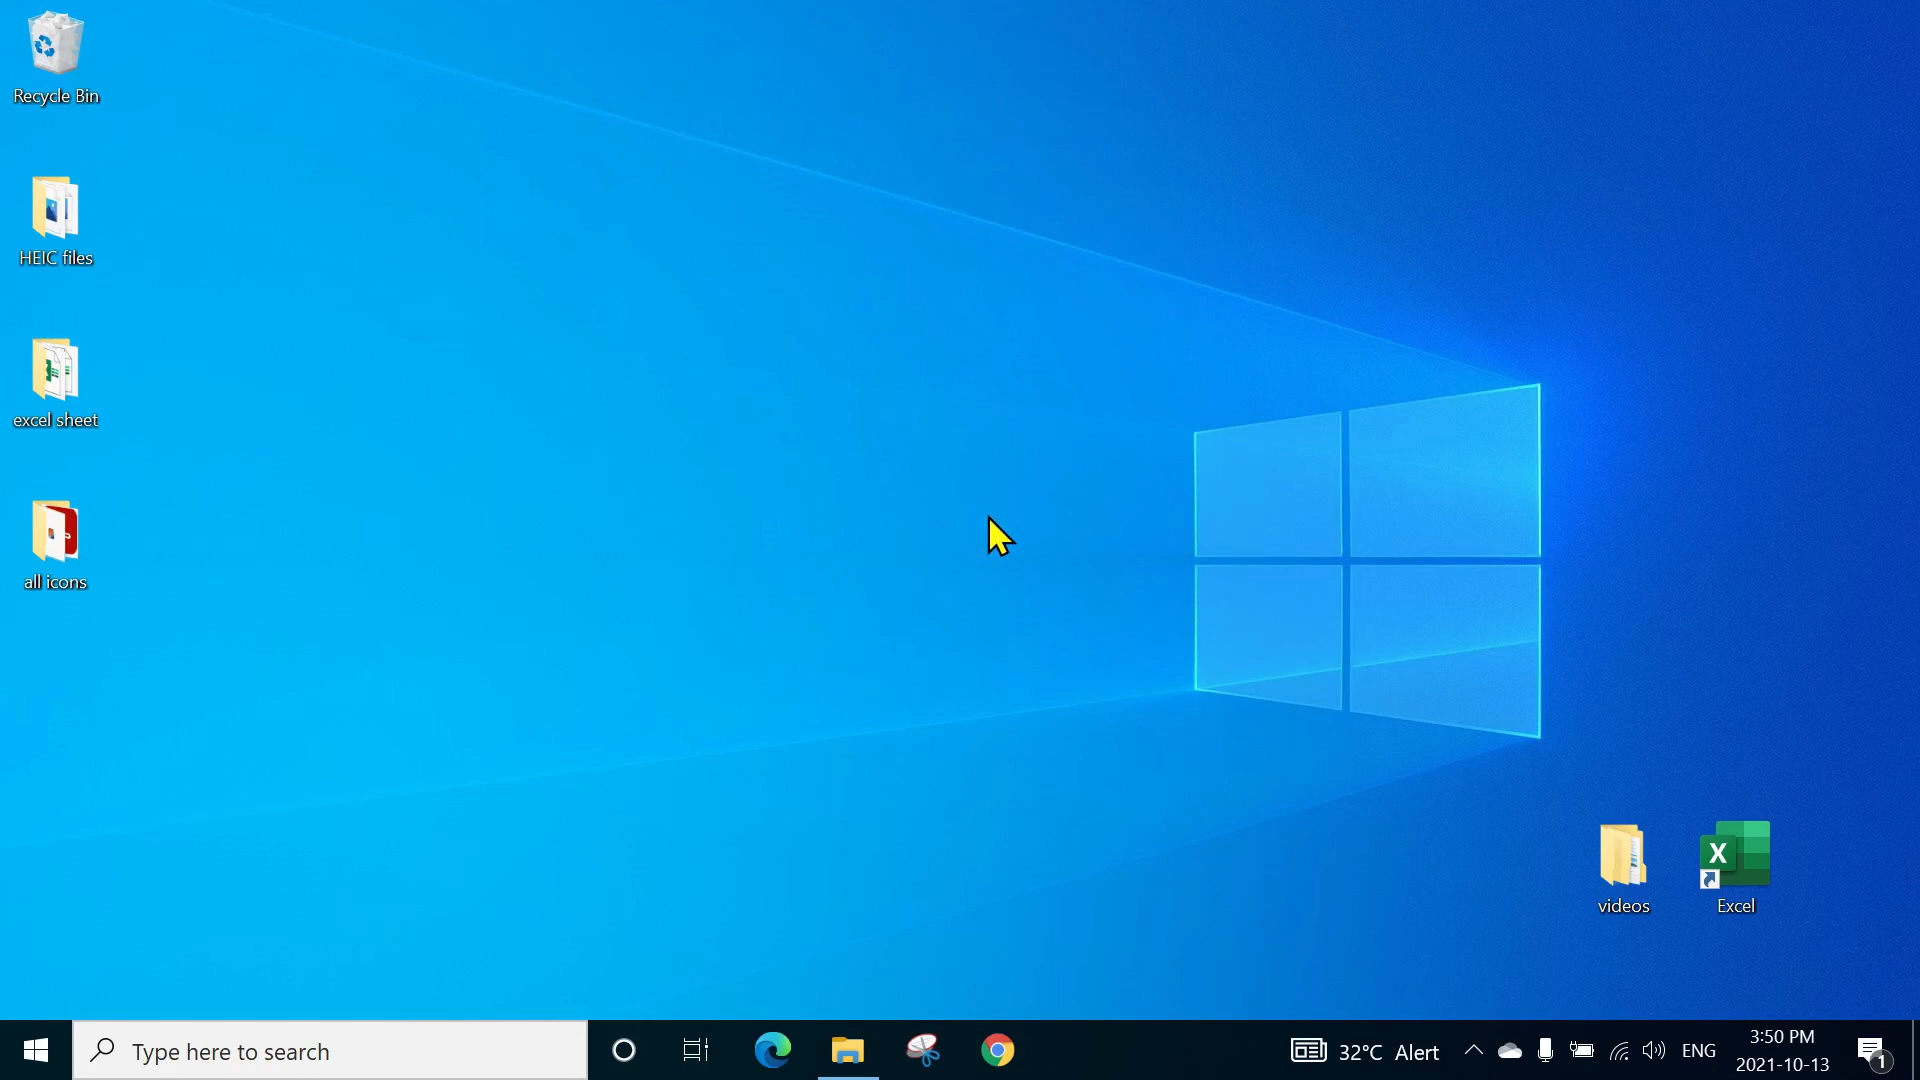 Recycle Bin
HEIC files
excel sheet
all icons
videos
X
Excel
Type here to search
32°C Alert
ENG
3:50 PM
2021-10-13
1